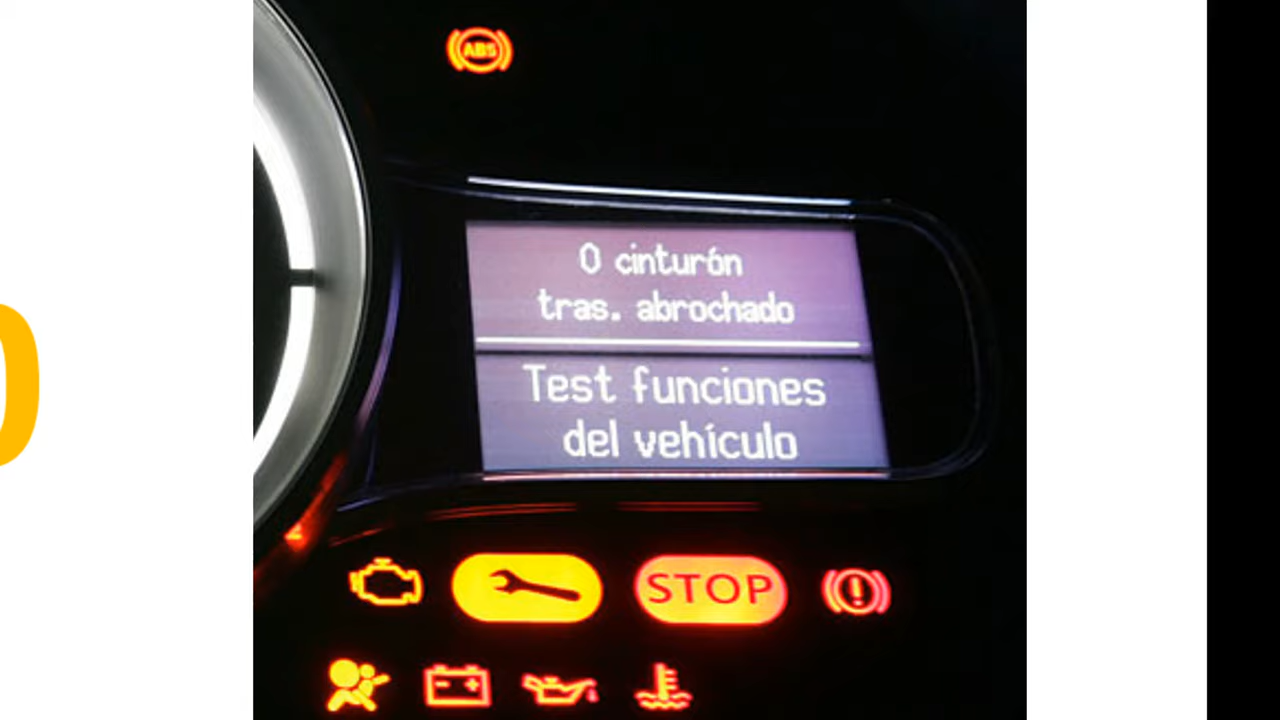 ABS
0 cinturón
tras. abrochado
Test funciones
del vehículo
STOP